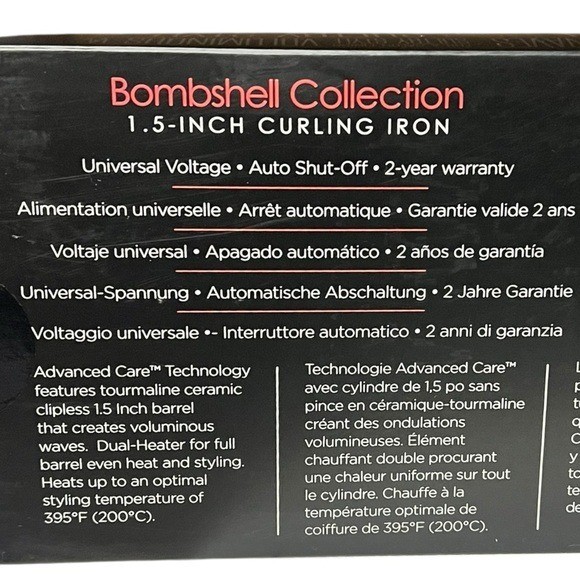 Bombshell Collection
1.5-INCH CURLING IRON
Universal Voltage • Auto Shut-Off • 2-year warranty
Alimentation universelle • Arrêt automatique • Garantie valide 2 ans
Voltaje universal • Apagado automático • 2 años de garantía
Universal-Spannung • Automatische Abschaltung • 2 Jahre Garantie
Voltaggio universale •- Interruttore automatico • 2 anni di garanzia
Advanced Care™ Technology
features tourmaline ceramic
clipless 1.5 Inch barrel
that creates voluminous
waves. Dual-Heater for full
barrel even heat and styling.
Heats up to an optimal
styling temperature of
395°F (200°C).
Technologie Advanced Care™
avec cylindre de 1,5 po sans
pince en céramique-tourmaline
créant des ondulations
volumineuses. Élément
chauffant double procurant
une chaleur uniforme sur tout
le cylindre. Chauffe à la
température optimale de
coiffure de 395°F (200°C).